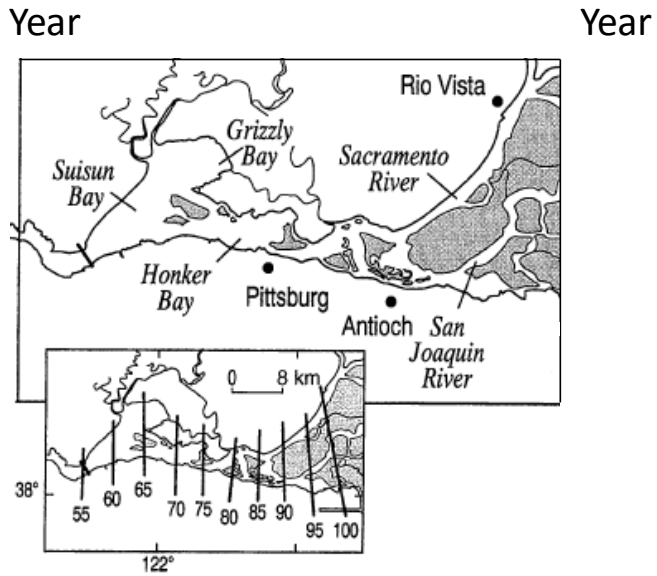 Year Year
Rio Vista
Grizzly
Bay
Sacramento
River
Suisun
Bay
Honker
Bay
Pittsburg
Antioch
San
Joaquin
River
0 8 km
38°
55 60 65 70 75 80 85 90 95 100
122°